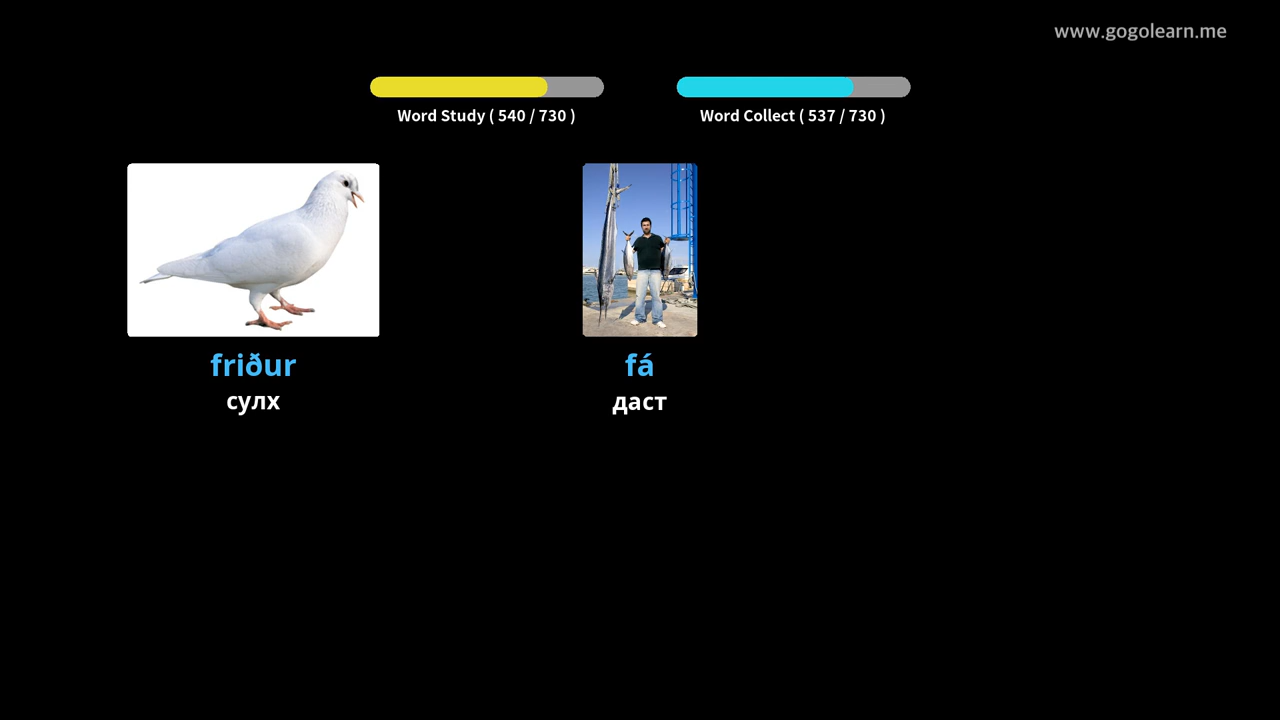 www.gogolearn.me
Word Study ( 540 / 730 )
Word Collect ( 537 / 730 )
friður
fá
сулх
даст